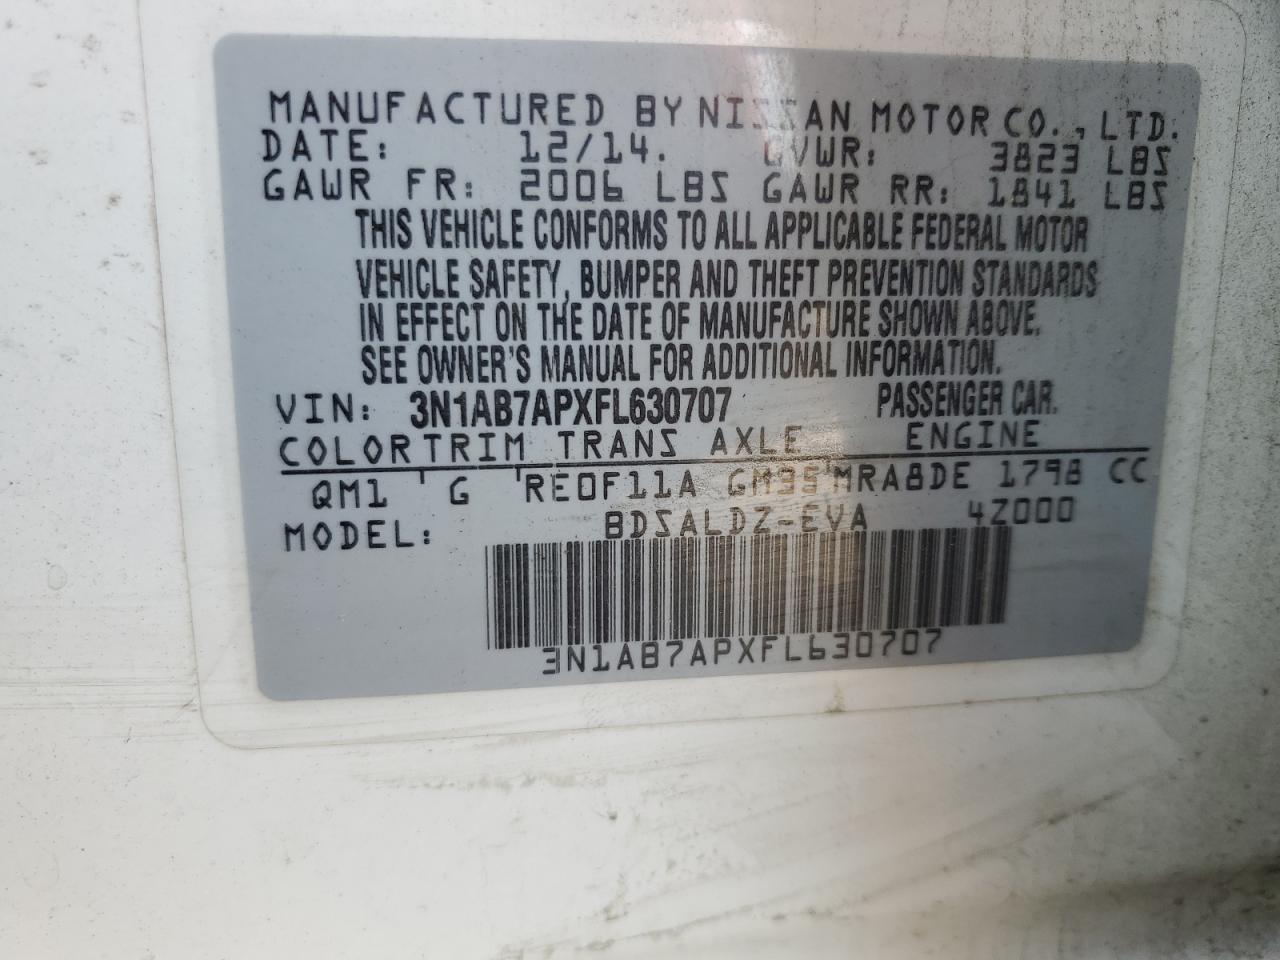 MANUFACTURED BY NISSAN MOTOR CO., LTD.
DATE: 12/14. GVWR: 3823 LBS
GAWR FR: 2006 LBS GAWR RR: 1841 LBS
THIS VEHICLE CONFORMS TO ALL APPLICABLE FEDERAL MOTOR
VEHICLE SAFETY, BUMPER AND THEFT PREVENTION STANDARDS
IN EFFECT ON THE DATE OF MANUFACTURE SHOWN ABOVE.
SEE OWNER'S MANUAL FOR ADDITIONAL INFORMATION.
VIN: 3N1AB7APXFL630707 PASSENGER CAR.
COLOR TRIM TRANS AXLE ENGINE
QM1 G RE0F11A GM35 MRA8DE 1798 CC
MODEL: BDSALDZ-EVA 4Z000
3N1AB7APXFL630707